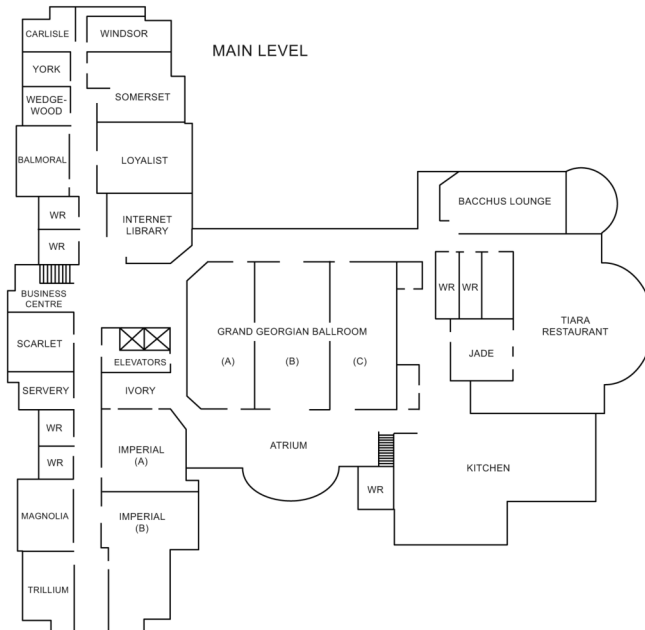 MAIN LEVEL
CARLISLE
WINDSOR
YORK
WEDGE-
WOOD
SOMERSET
BALMORAL
LOYALIST
WR
INTERNET
LIBRARY
WR
BACCHUS LOUNGE
BUSINESS
CENTRE
WR
WR
TIARA
RESTAURANT
GRAND GEORGIAN BALLROOM
(A)
(B)
(C)
SCARLET
ELEVATORS
JADE
SERVERY
IVORY
WR
WR
IMPERIAL
(A)
ATRIUM
KITCHEN
WR
MAGNOLIA
IMPERIAL
(B)
TRILLIUM